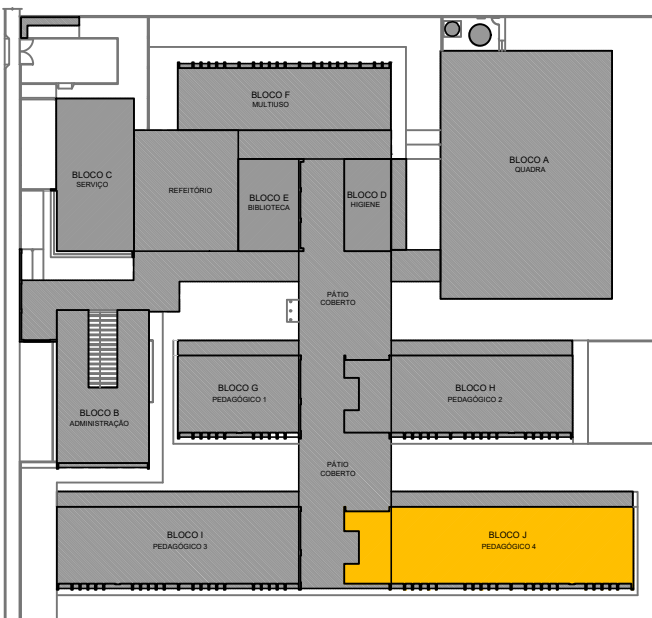 BLOCO F
MULTIUSO
BLOCO A
QUADRA
BLOCO C
SERVIÇO
REFEITÓRIO
BLOCO E
BIBLIOTECA
BLOCO D
HIGIENE
PÁTIO
COBERTO
BLOCO G
PEDAGÓGICO 1
BLOCO H
PEDAGÓGICO 2
BLOCO B
ADMINISTRAÇÃO
PÁTIO
COBERTO
BLOCO I
PEDAGÓGICO 3
BLOCO J
PEDAGÓGICO 4